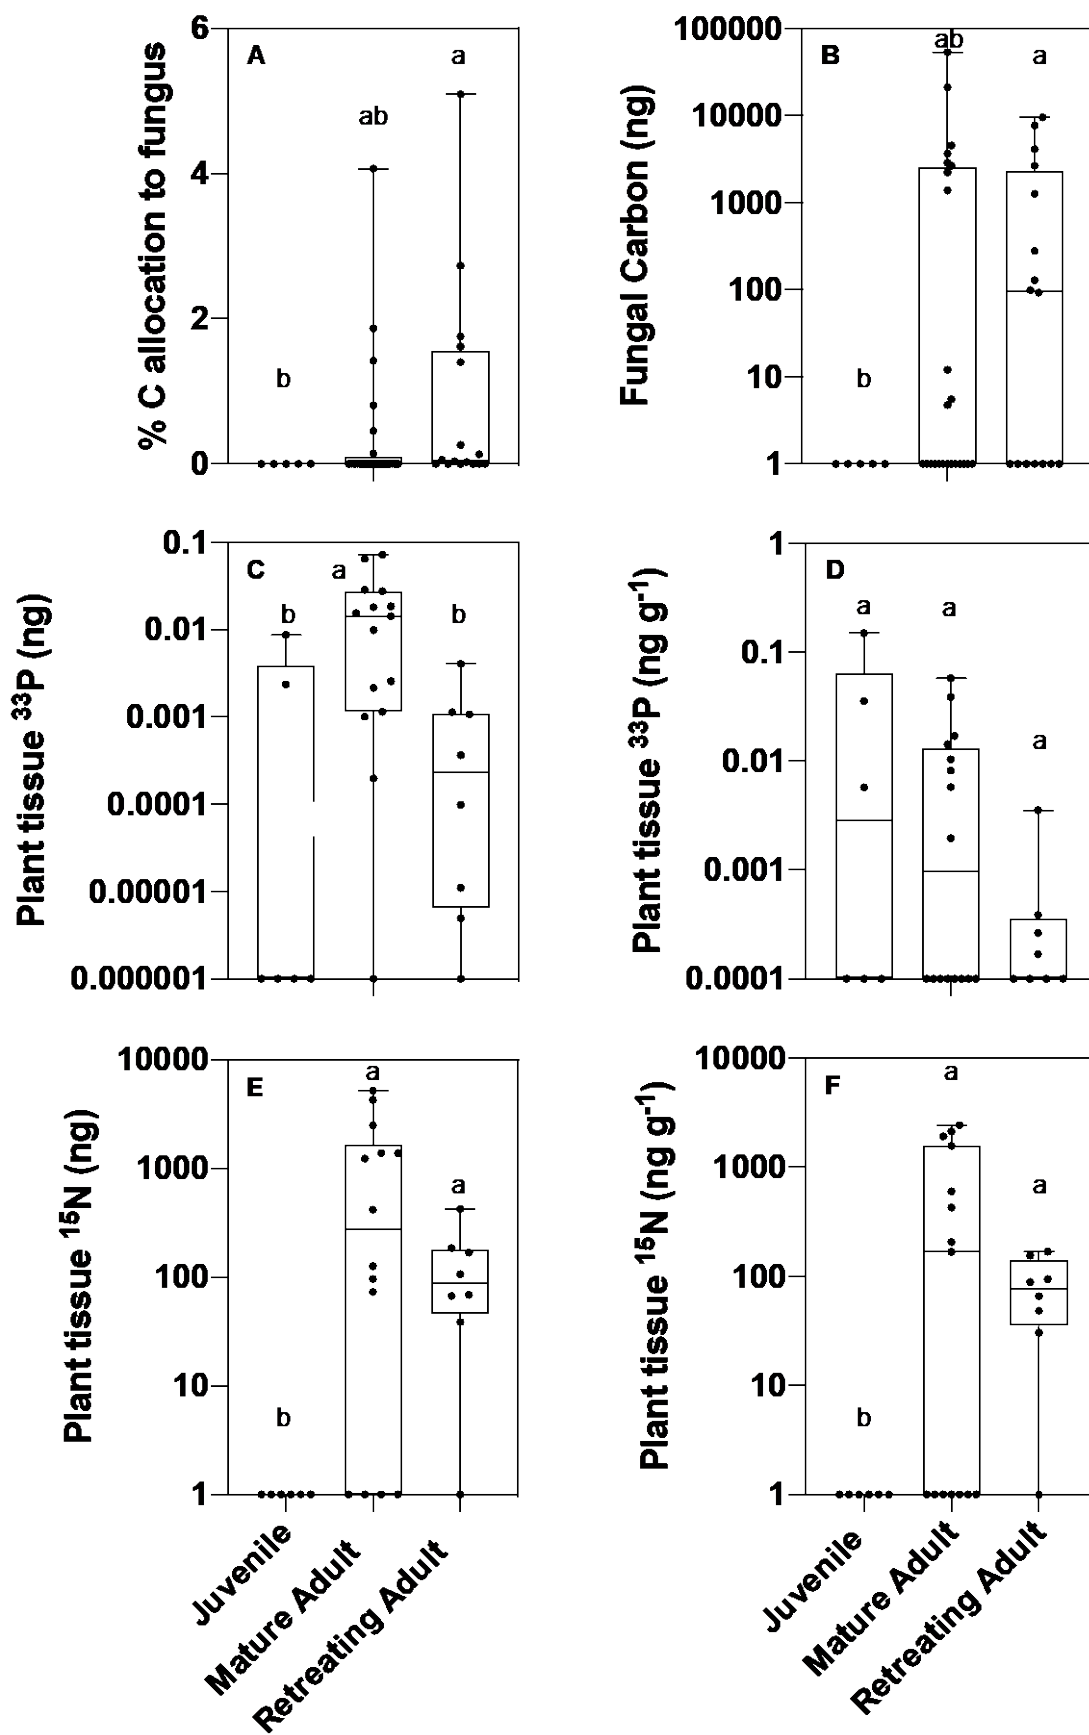 % C allocation to fungus
6
4
2
0
A
b
ab
a
Fungal Carbon (ng)
100000
10000
1000
100
10
1
B
b
ab
a
Plant tissue ³³P (ng)
0.1
0.01
0.001
0.0001
0.00001
0.000001
C
b
a
b
Plant tissue ³³P (ng g⁻¹)
1
0.1
0.01
0.001
0.0001
D
a
a
a
Plant tissue ¹⁵N (ng)
10000
1000
100
10
1
E
b
a
a
Juvenile
Mature Adult
Retreating Adult
Plant tissue ¹⁵N (ng g⁻¹)
10000
1000
100
10
1
F
b
a
a
Juvenile
Mature Adult
Retreating Adult